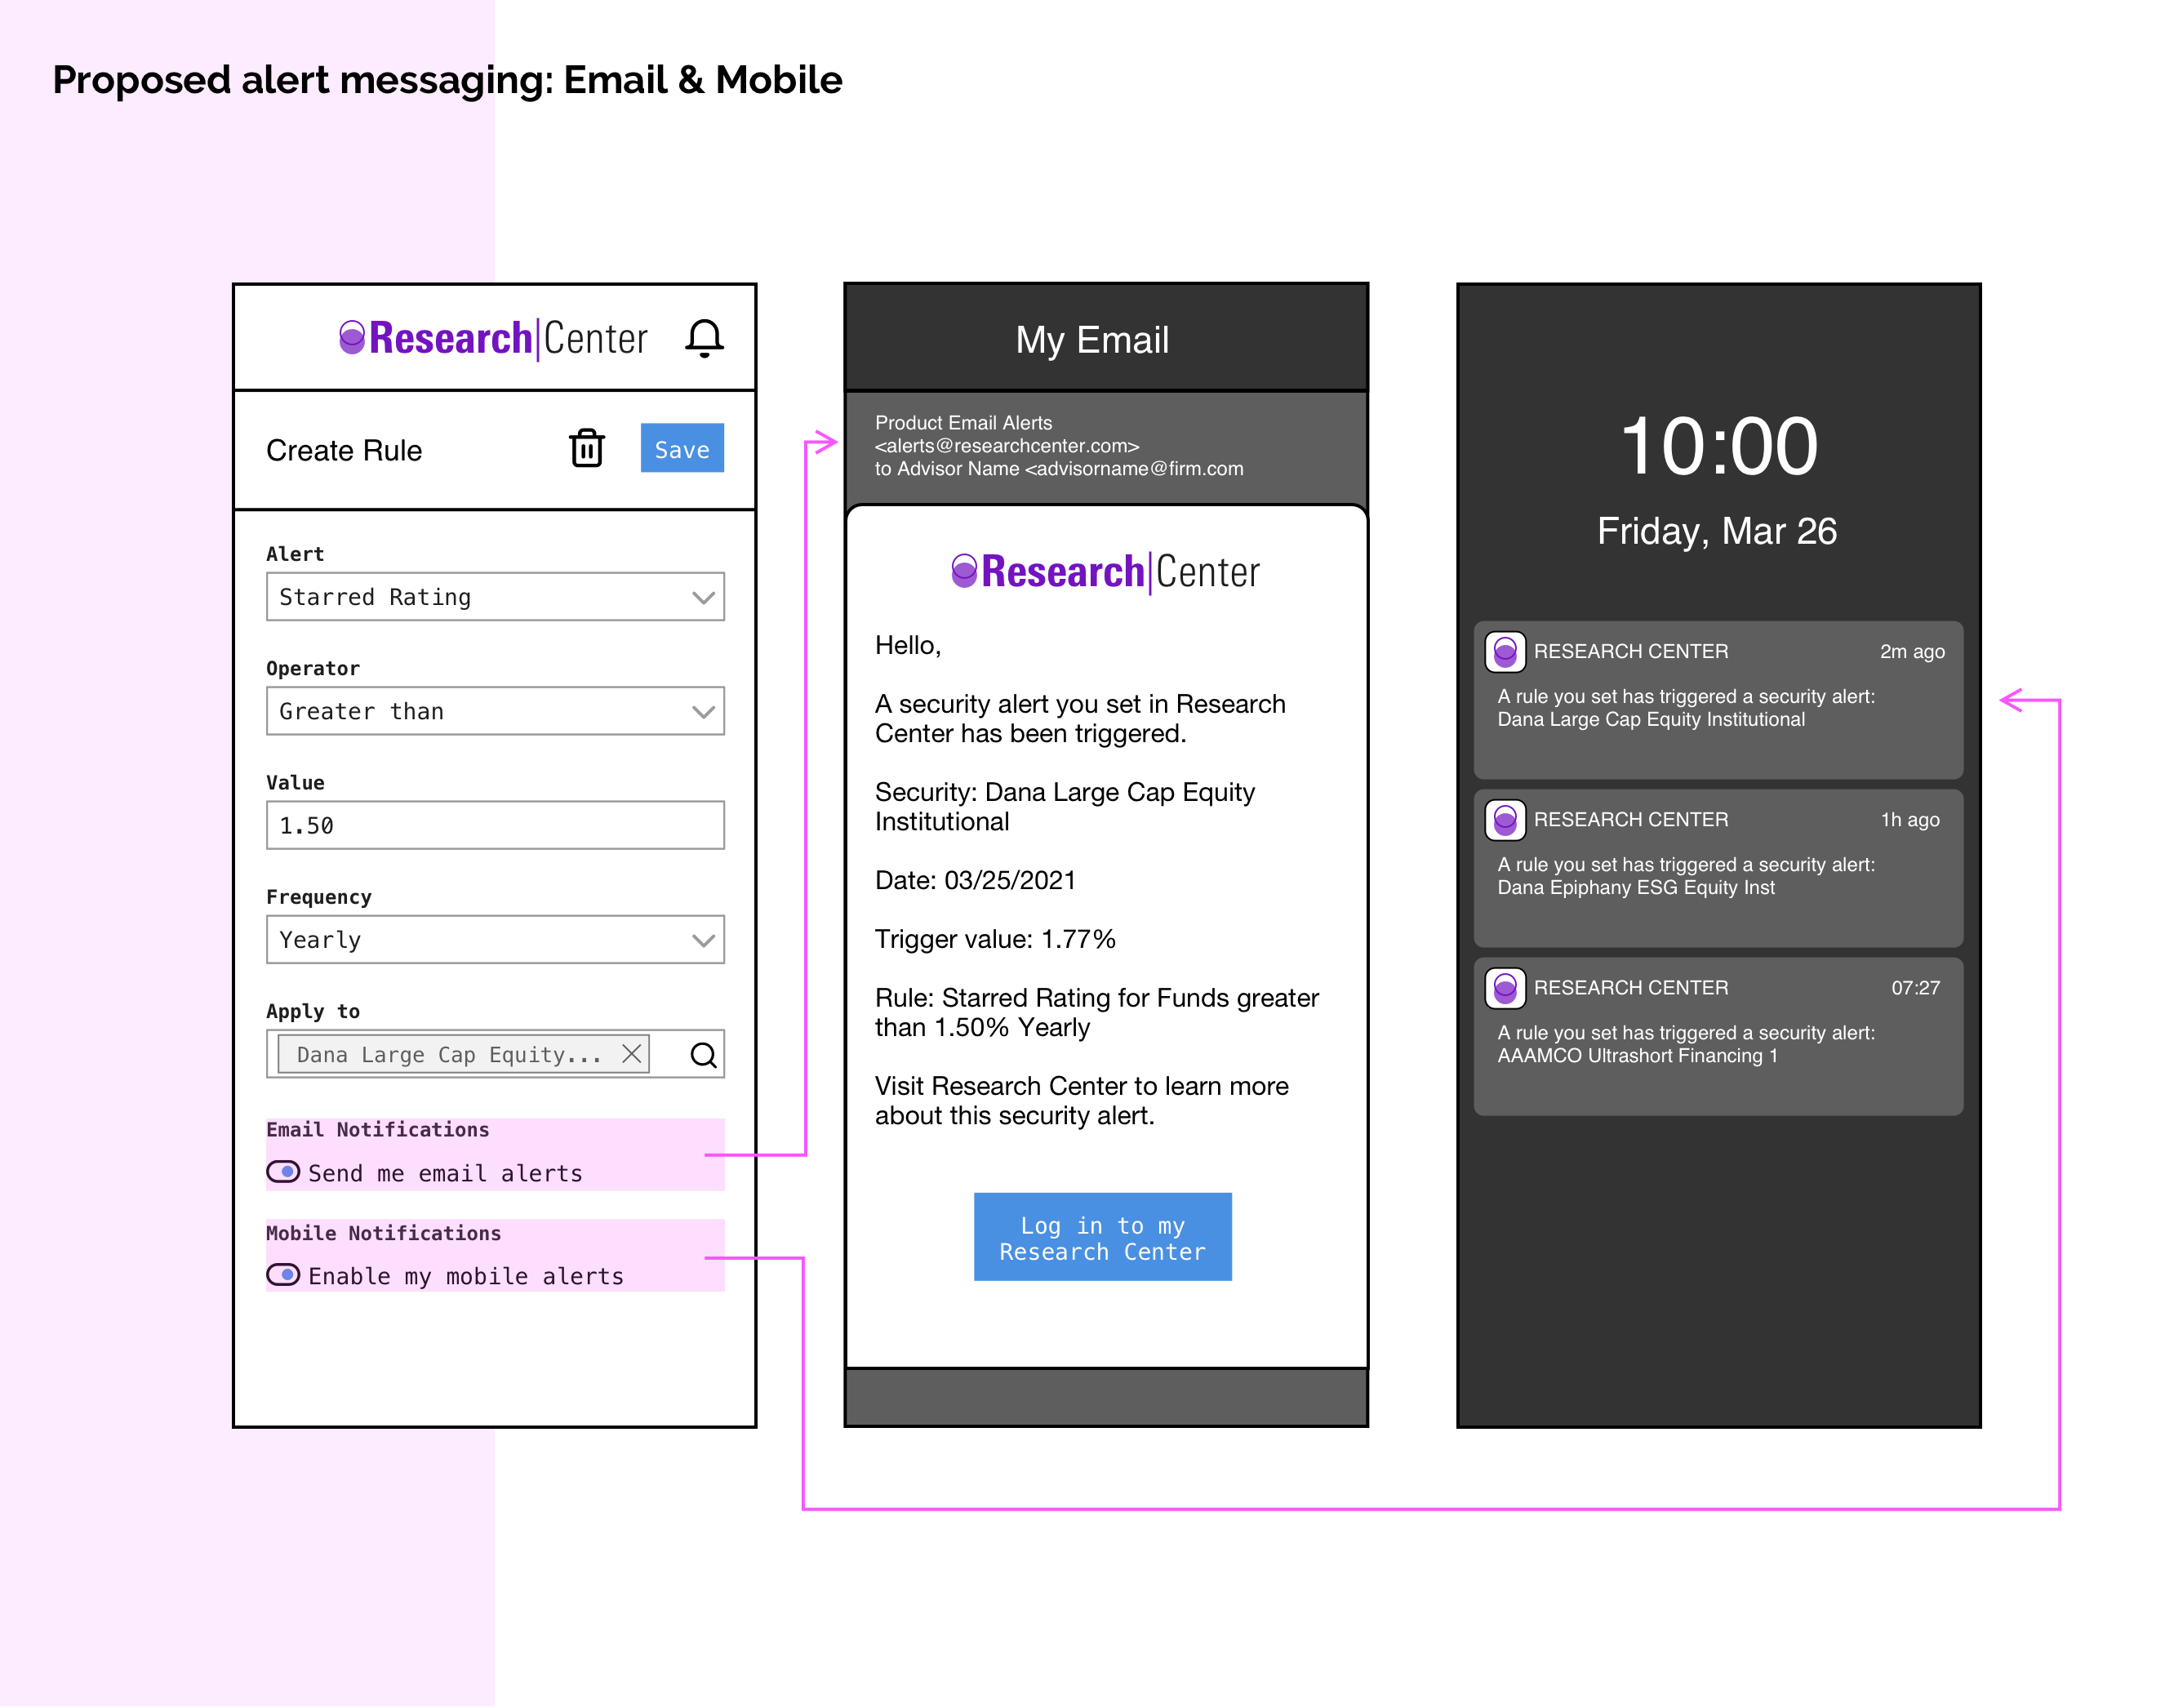 Proposed alert messaging: Email & Mobile
Research|Center
Create Rule
Save
Alert
Starred Rating
Operator
Greater than
Value
1.50
Frequency
Yearly
Apply to
Dana Large Cap Equity...
Email Notifications
Send me email alerts
Mobile Notifications
Enable my mobile alerts
My Email
Product Email Alerts
<alerts@researchcenter.com>
to Advisor Name <advisorname@firm.com
Research|Center
Hello,
A security alert you set in Research
Center has been triggered.
Security: Dana Large Cap Equity
Institutional
Date: 03/25/2021
Trigger value: 1.77%
Rule: Starred Rating for Funds greater
than 1.50% Yearly
Visit Research Center to learn more
about this security alert.
Log in to my
Research Center
10:00
Friday, Mar 26
RESEARCH CENTER 2m ago
A rule you set has triggered a security alert:
Dana Large Cap Equity Institutional
RESEARCH CENTER 1h ago
A rule you set has triggered a security alert:
Dana Epiphany ESG Equity Inst
RESEARCH CENTER 07:27
A rule you set has triggered a security alert:
AAAMCO Ultrashort Financing 1